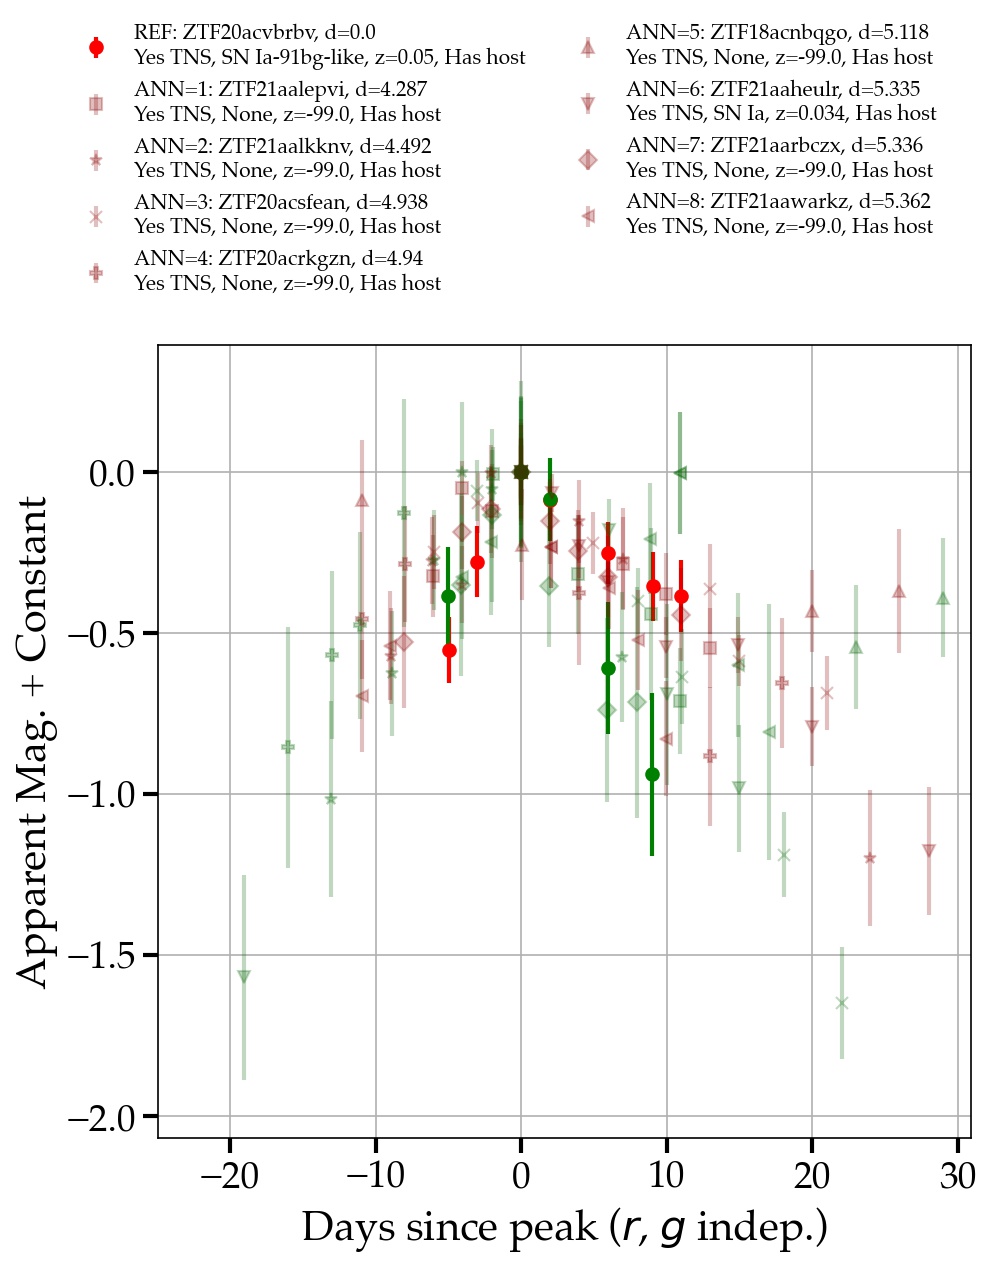 REF: ZTF20acvbrbv, d=0.0
Yes TNS, SN Ia-91bg-like, z=0.05, Has host
ANN=1: ZTF21aalepvi, d=4.287
Yes TNS, None, z=-99.0, Has host
ANN=2: ZTF21aalkknv, d=4.492
Yes TNS, None, z=-99.0, Has host
ANN=3: ZTF20acsfean, d=4.938
Yes TNS, None, z=-99.0, Has host
ANN=4: ZTF20acrkgzn, d=4.94
Yes TNS, None, z=-99.0, Has host
ANN=5: ZTF18acnbqgo, d=5.118
Yes TNS, None, z=-99.0, Has host
ANN=6: ZTF21aaheulr, d=5.335
Yes TNS, SN Ia, z=0.034, Has host
ANN=7: ZTF21aarbczx, d=5.336
Yes TNS, None, z=-99.0, Has host
ANN=8: ZTF21aawarkz, d=5.362
Yes TNS, None, z=-99.0, Has host
Apparent Mag. + Constant
0.0
−0.5
−1.0
−1.5
−2.0
−20 −10 0 10 20 30
Days since peak (r, g indep.)